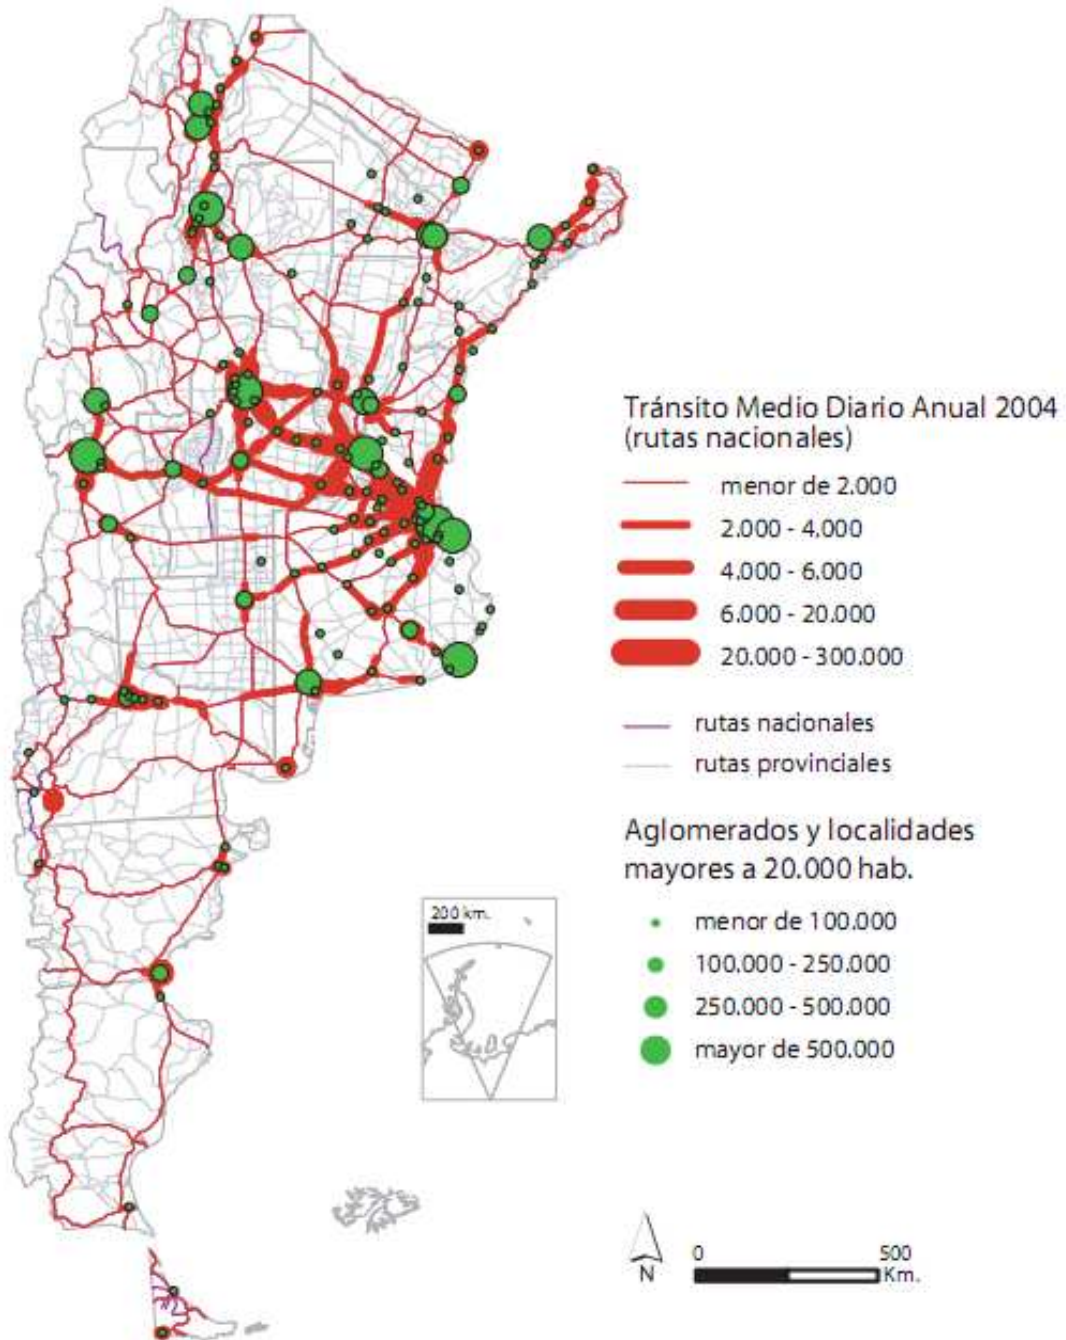 Tránsito Medio Diario Anual 2004
(rutas nacionales)
menor de 2.000
2.000 - 4.000
4.000 - 6.000
6.000 - 20.000
20.000 - 300.000
rutas nacionales
rutas provinciales
Aglomerados y localidades
mayores a 20.000 hab.
menor de 100.000
100.000 - 250.000
250.000 - 500.000
mayor de 500.000
200 km.
N
0 500
Km.